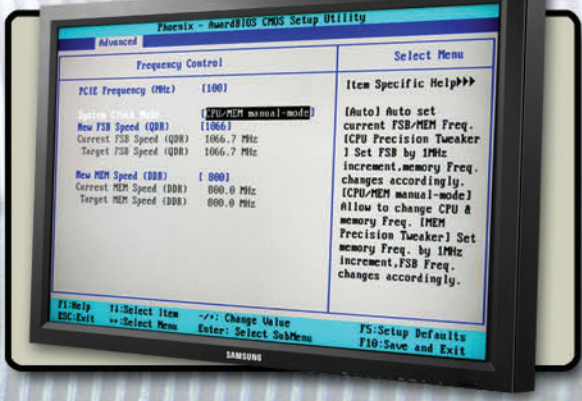 Phoenix - AwardBIOS CMOS Setup Utility
Advanced
Frequency Control
PCIE Frequency (MHz) [100]
System Clock Mode [CPU/MEM manual-mode]
New FSB Speed (QDR) [1066]
Current FSB Speed (QDR) 1066.7 MHz
Target FSB Speed (QDR) 1066.7 MHz
New MEM Speed (DDR) [ 800]
Current MEM Speed (DDR) 800.0 MHz
Target MEM Speed (DDR) 800.0 MHz
Select Menu
Item Specific Help
[Auto] Auto set
current FSB/MEM Freq.
[CPU Precision Tweaker
] Set FSB by 1MHz
increment,memory Freq.
changes accordingly.
[CPU/MEM manual-mode]
Allow to change CPU &
memory Freq. [MEM
Precision Tweaker] Set
memory Freq. by 1MHz
increment,FSB Freq.
changes accordingly.
F1:Help ↑↓:Select Item -/+: Change Value F5:Setup Defaults
ESC:Exit ↔:Select Menu Enter: Select SubMenu F10:Save and Exit
SAMSUNG